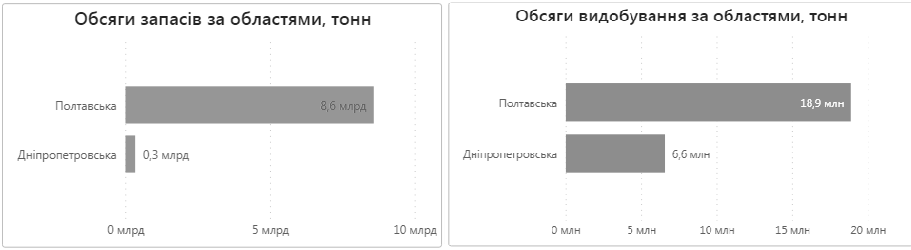 Обсяги запасів за областями, тонн
Полтавська
8,6 млрд
Дніпропетровська
0,3 млрд
0 млрд
5 млрд
10 млрд
Обсяги видобування за областями, тонн
Полтавська
18,9 млн
Дніпропетровська
6,6 млн
0 млн
5 млн
10 млн
15 млн
20 млн